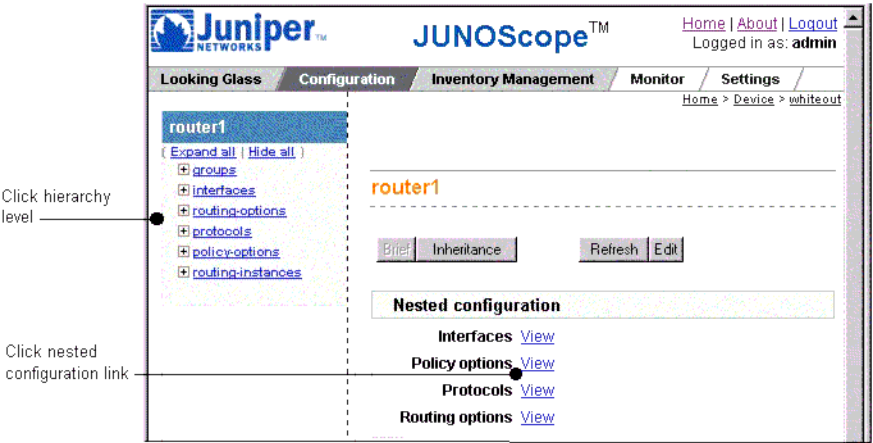 Juniper
NETWORKS
TM
JUNOScope™
Home | About | Logout
Logged in as: admin
Looking Glass / Configuration / Inventory Management / Monitor / Settings /
Home > Device > whiteout
router1
( Expand all | Hide all )
groups
interfaces
routing-options
protocols
policy-options
routing-instances
Click hierarchy
level
router1
Brief Inheritance Refresh Edit
Nested configuration
Interfaces View
Policy options View
Protocols View
Routing options View
Click nested
configuration link